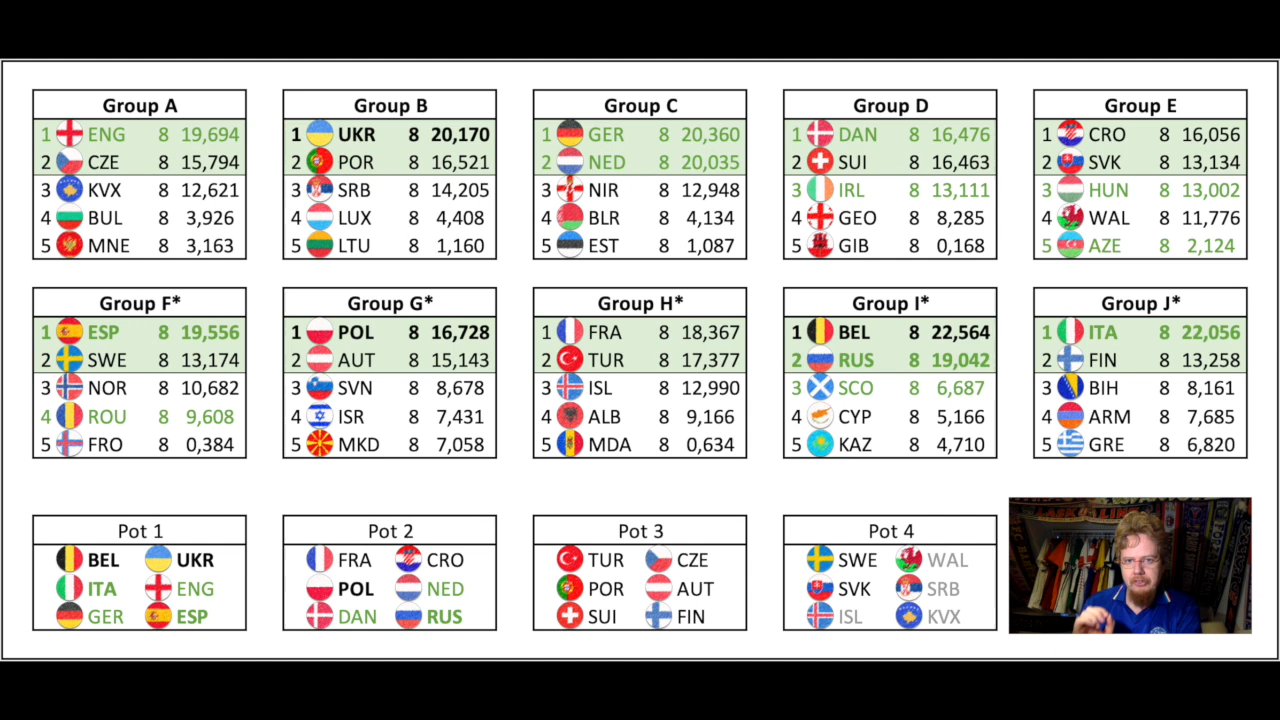 Group A
1 ENG 8 19,694
2 CZE 8 15,794
3 KVX 8 12,621
4 BUL 8 3,926
5 MNE 8 3,163
Group B
1 UKR 8 20,170
2 POR 8 16,521
3 SRB 8 14,205
4 LUX 8 4,408
5 LTU 8 1,160
Group C
1 GER 8 20,360
2 NED 8 20,035
3 NIR 8 12,948
4 BLR 8 4,134
5 EST 8 1,087
Group D
1 DAN 8 16,476
2 SUI 8 16,463
3 IRL 8 13,111
4 GEO 8 8,285
5 GIB 8 0,168
Group E
1 CRO 8 16,056
2 SVK 8 13,134
3 HUN 8 13,002
4 WAL 8 11,776
5 AZE 8 2,124
Group F*
1 ESP 8 19,556
2 SWE 8 13,174
3 NOR 8 10,682
4 ROU 8 9,608
5 FRO 8 0,384
Group G*
1 POL 8 16,728
2 AUT 8 15,143
3 SVN 8 8,678
4 ISR 8 7,431
5 MKD 8 7,058
Group H*
1 FRA 8 18,367
2 TUR 8 17,377
3 ISL 8 12,990
4 ALB 8 9,166
5 MDA 8 0,634
Group I*
1 BEL 8 22,564
2 RUS 8 19,042
3 SCO 8 6,687
4 CYP 8 5,166
5 KAZ 8 4,710
Group J*
1 ITA 8 22,056
2 FIN 8 13,258
3 BIH 8 8,161
4 ARM 8 7,685
5 GRE 8 6,820
Pot 1
BEL UKR
ITA ENG
GER ESP
Pot 2
FRA CRO
POL NED
DAN RUS
Pot 3
TUR CZE
POR AUT
SUI FIN
Pot 4
SWE WAL
SVK SRB
ISL KVX